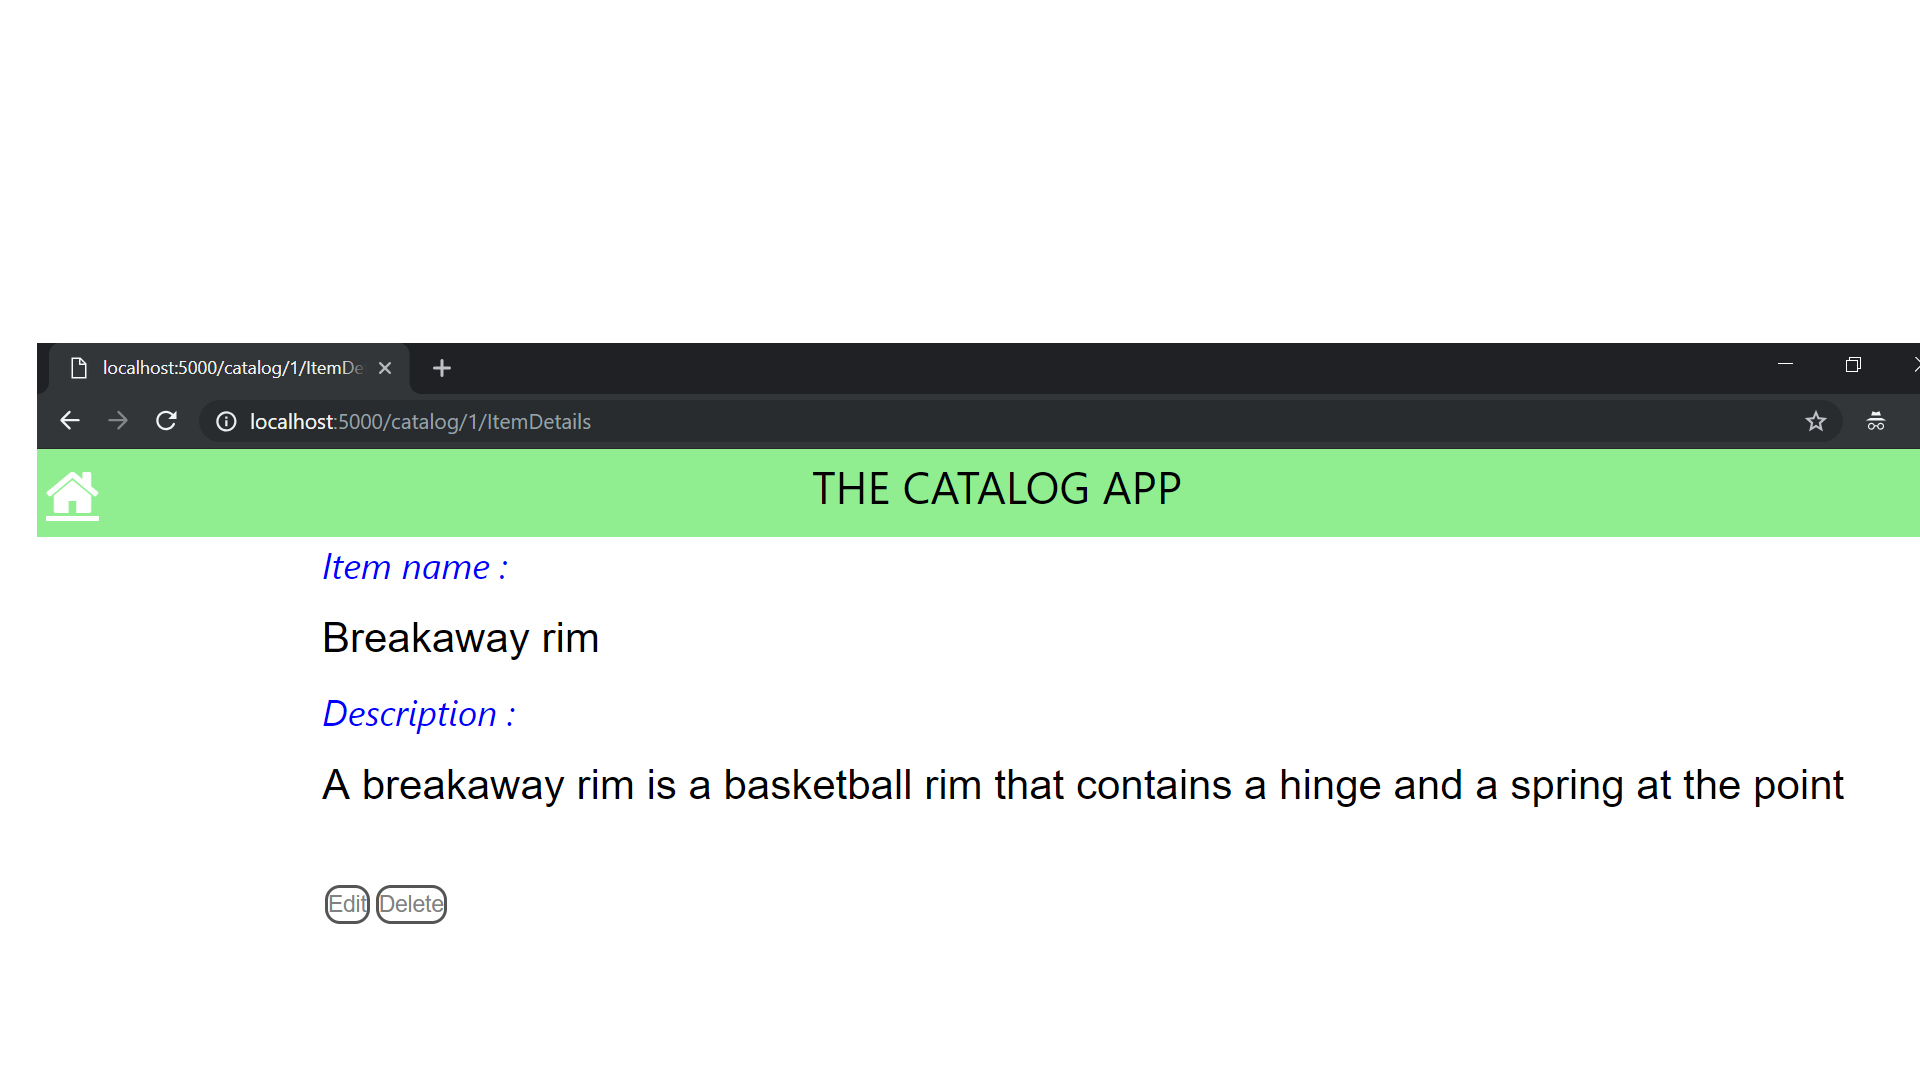 localhost:5000/catalog/1/ItemDe
localhost:5000/catalog/1/ItemDetails
THE CATALOG APP
Item name :
Breakaway rim
Description :
A breakaway rim is a basketball rim that contains a hinge and a spring at the point
Edit Delete